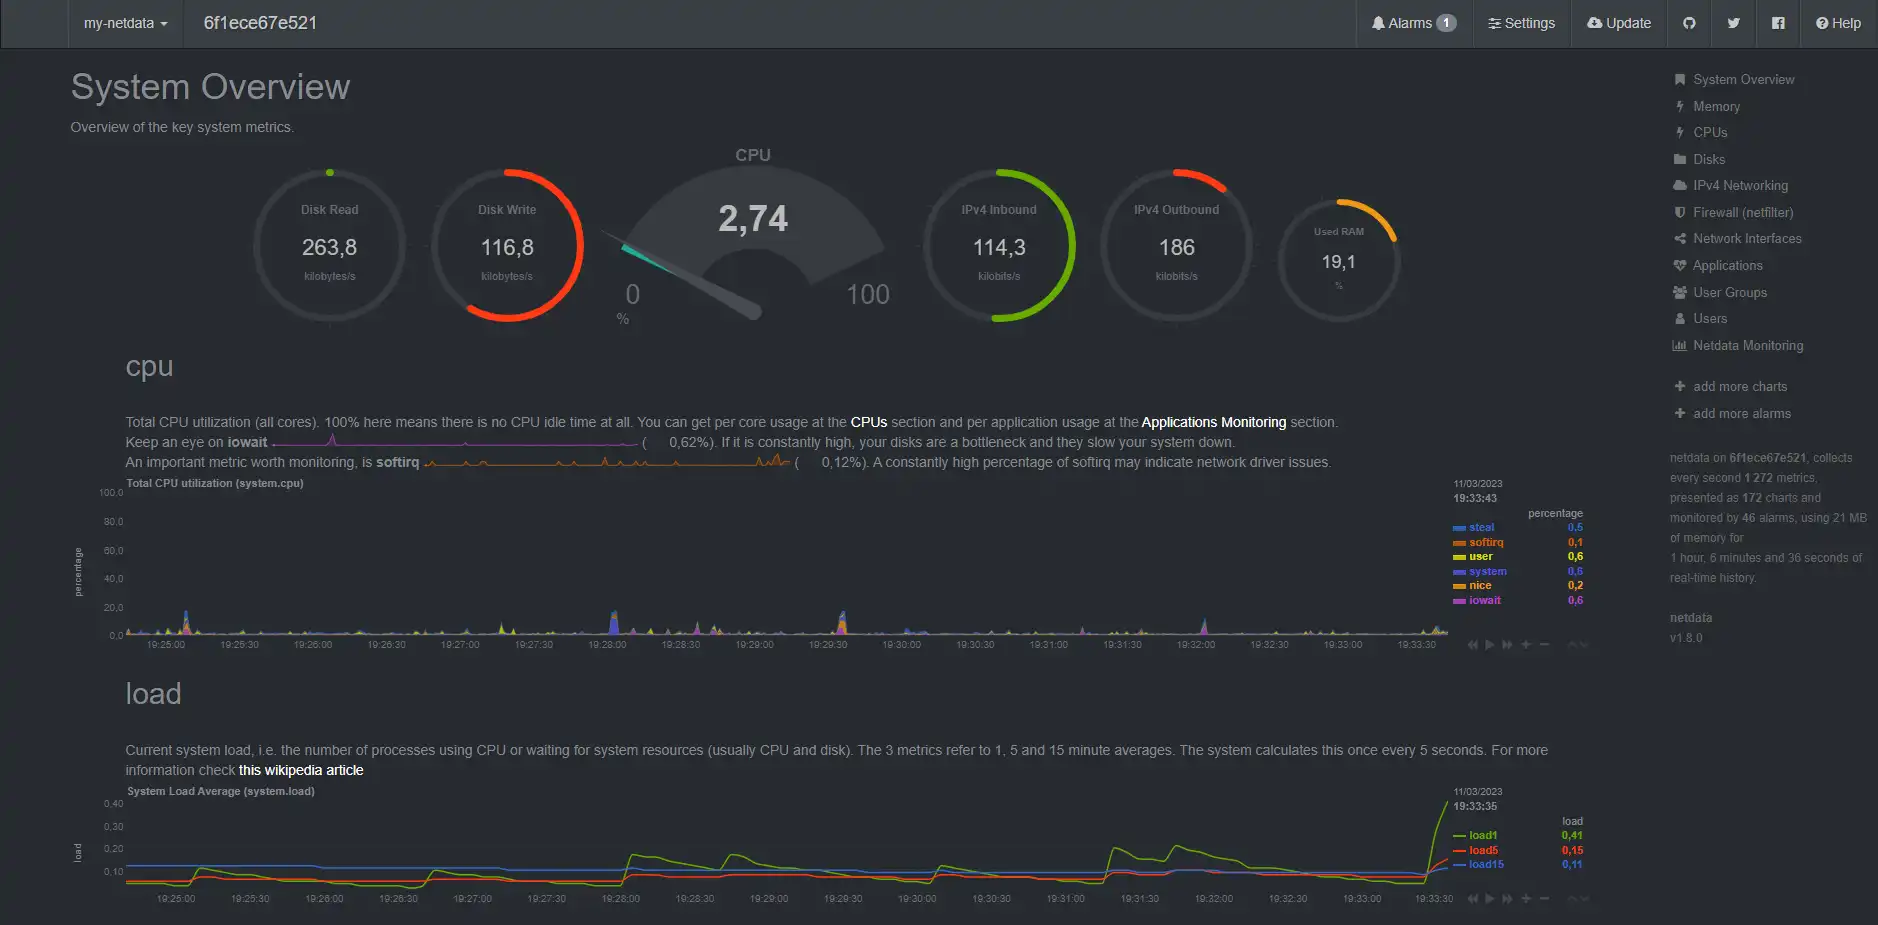 my-netdata
6f1ece67e521
Alarms 1
Settings
Update
Help
System Overview
Overview of the key system metrics.
Disk Read
263,8
kilobytes/s
Disk Write
116,8
kilobytes/s
CPU
2,74
0
100
%
IPv4 Inbound
114,3
kilobits/s
IPv4 Outbound
186
kilobits/s
Used RAM
19,1
%
cpu
Total CPU utilization (all cores). 100% here means there is no CPU idle time at all. You can get per core usage at the CPUs section and per application usage at the Applications Monitoring section.
Keep an eye on iowait ( 0,62%). If it is constantly high, your disks are a bottleneck and they slow your system down.
An important metric worth monitoring, is softirq ( 0,12%). A constantly high percentage of softirq may indicate network driver issues.
Total CPU utilization (system.cpu)
percentage
100,0
80,0
60,0
40,0
20,0
0,0
19:25:00 19:25:30 19:26:00 19:26:30 19:27:00 19:27:30 19:28:00 19:28:30 19:29:00 19:29:30 19:30:00 19:30:30 19:31:00 19:31:30 19:32:00 19:32:30 19:33:00 19:33:30
11/03/2023
19:33:43
percentage
steal 0,5
softirq 0,1
user 0,6
system 0,6
nice 0,2
iowait 0,6
load
Current system load, i.e. the number of processes using CPU or waiting for system resources (usually CPU and disk). The 3 metrics refer to 1, 5 and 15 minute averages. The system calculates this once every 5 seconds. For more
information check this wikipedia article
System Load Average (system.load)
load
0,40
0,30
0,20
0,10
19:25:00 19:25:30 19:26:00 19:26:30 19:27:00 19:27:30 19:28:00 19:28:30 19:29:00 19:29:30 19:30:00 19:30:30 19:31:00 19:31:30 19:32:00 19:32:30 19:33:00 19:33:30
11/03/2023
19:33:35
load
load1 0,41
load5 0,15
load15 0,11
System Overview
Memory
CPUs
Disks
IPv4 Networking
Firewall (netfilter)
Network Interfaces
Applications
User Groups
Users
Netdata Monitoring
add more charts
add more alarms
netdata on 6f1ece67e521, collects
every second 1 272 metrics,
presented as 172 charts and
monitored by 46 alarms, using 21 MB
of memory for
1 hour, 6 minutes and 36 seconds of
real-time history.
netdata
v1.8.0